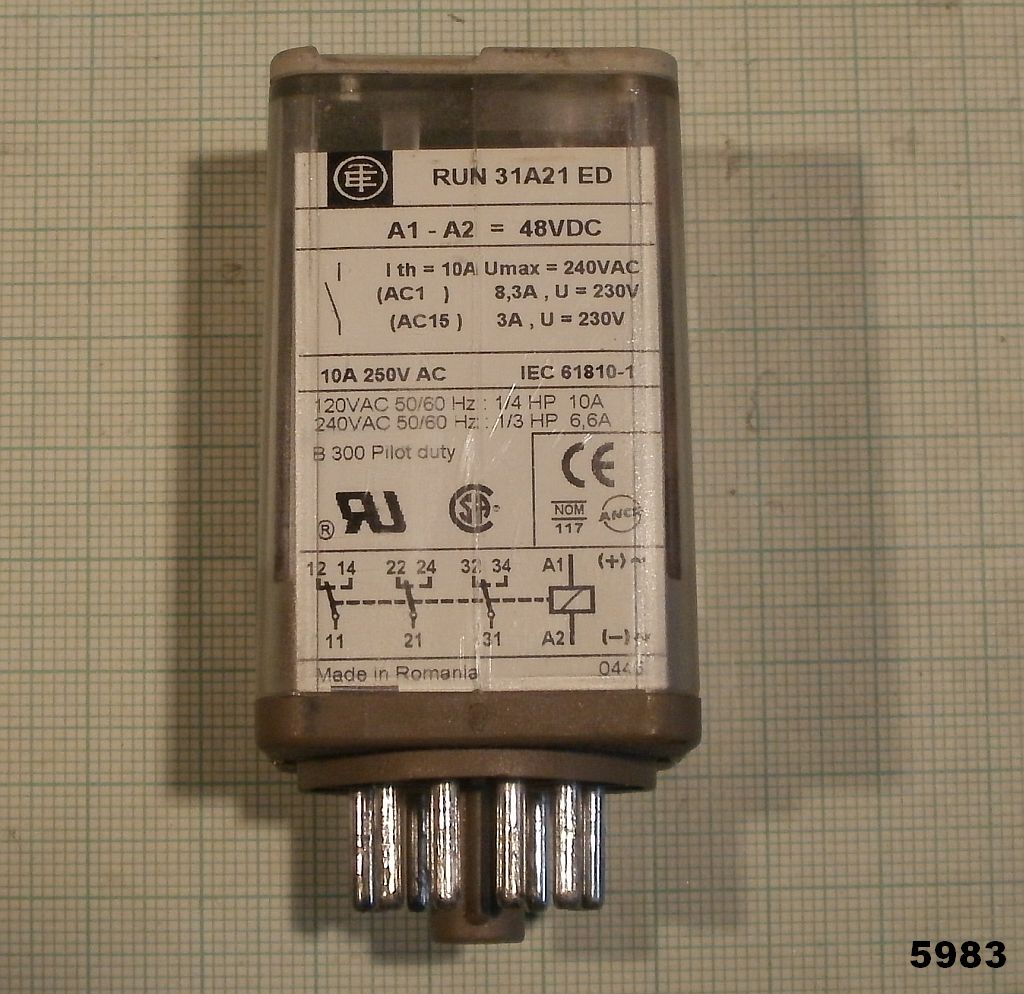 RUN 31A21 ED
A1 - A2 = 48VDC
I th = 10A Umax = 240VAC
(AC1 ) 8,3A , U = 230V
(AC15 ) 3A , U = 230V
10A 250V AC IEC 61810-1
120VAC 50/60 Hz : 1/4 HP 10A
240VAC 50/60 Hz : 1/3 HP 6,6A
B 300 Pilot duty
CE
® RU SA
NOM
117
ANCE
12 14 22 24 32 34 A1 (+) ~
11 21 31 A2 (−) ~
Made in Romania
5983